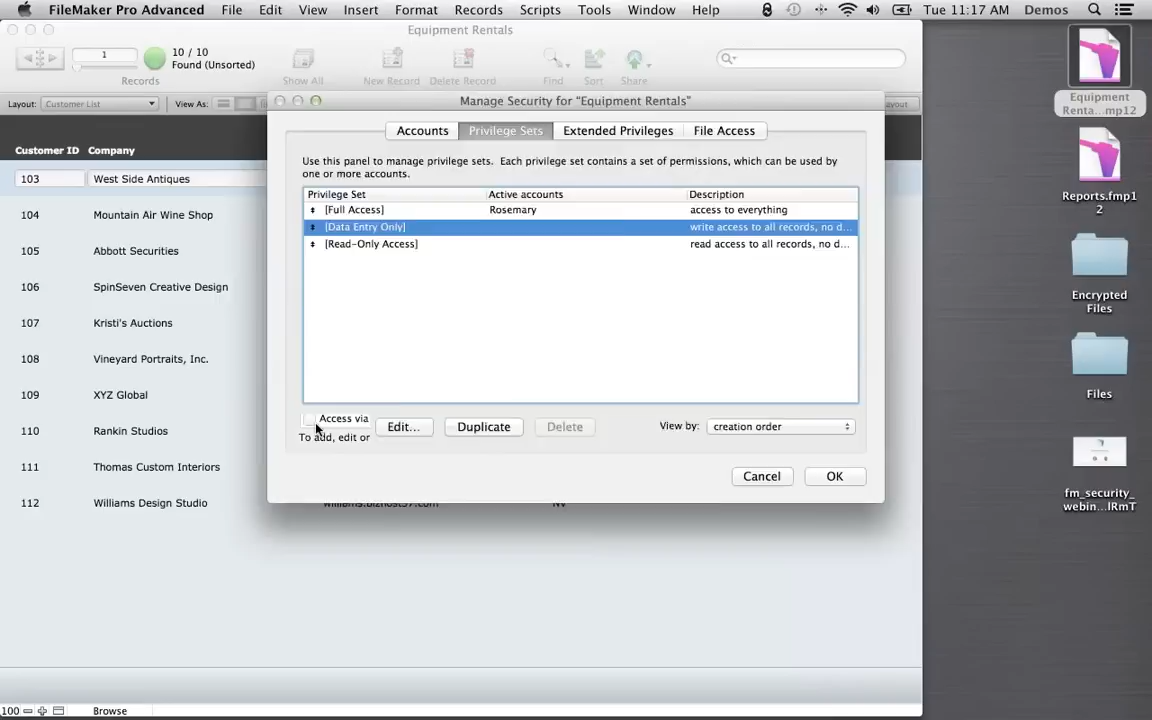 FileMaker Pro Advanced File Edit View Insert Format Records Scripts Tools Window Help Tue 11:17 AM Demos
Equipment Rentals
1
10 / 10
Found (Unsorted)
Records
Show All
New Record
Delete Record
Find
Sort
Share
Layout: Customer List
View As:
ayout
Manage Security for "Equipment Rentals"
Accounts
Privilege Sets
Extended Privileges
File Access
Use this panel to manage privilege sets. Each privilege set contains a set of permissions, which can be used by
one or more accounts.
Privilege Set Active accounts Description
[Full Access] Rosemary access to everything
[Data Entry Only] write access to all records, no d...
[Read-Only Access] read access to all records, no d...
Access via
To add, edit or
Edit...
Duplicate
Delete
View by: creation order
Cancel
OK
Customer ID Company
103 West Side Antiques
104 Mountain Air Wine Shop
105 Abbott Securities
106 SpinSeven Creative Design
107 Kristi's Auctions
108 Vineyard Portraits, Inc.
109 XYZ Global
110 Rankin Studios
111 Thomas Custom Interiors
112 Williams Design Studio williams.bizhost57.com NV
100 Browse
Equipment
Renta...mp12
Reports.fmp1
2
Encrypted
Files
Files
fm_security_
webin...lRmT